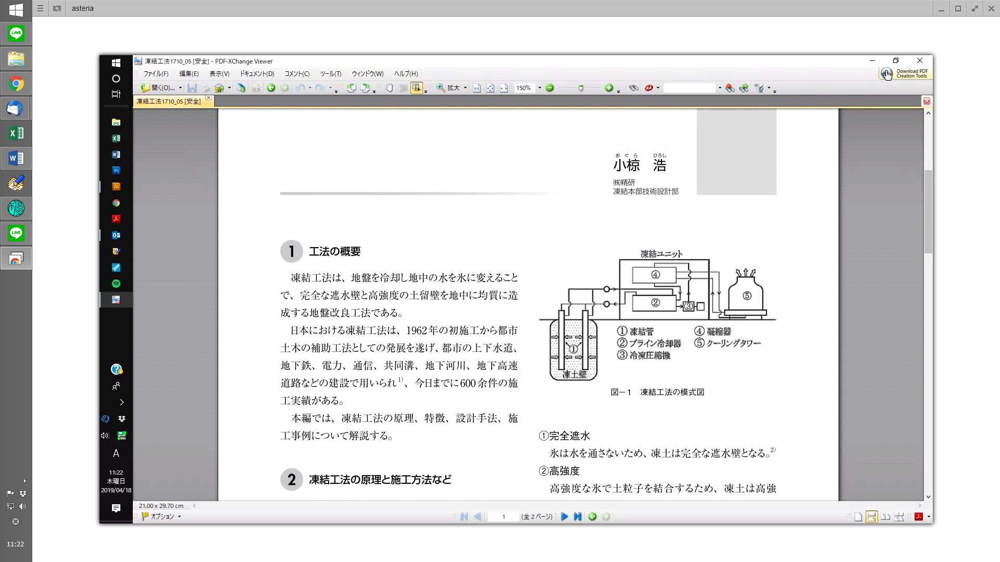 asteria
凍結工法1710_05 [安全] - PDF-XChange Viewer
ファイル(F) 編集(E) 表示(V) ドキュメント(D) コメント(C) ツール(T) ウィンドウ(W) ヘルプ(H)
Download PDF
Creation Tools
開く(O)... OCR 拡大 150%
凍結工法1710_05 [安全]
おぐら ひろし
小椋 浩
㈱精研
凍結本部技術設計部
1 工法の概要
凍結工法は、地盤を冷却し地中の水を氷に変えること
で、完全な遮水壁と高強度の土留壁を地中に均質に造
成する地盤改良工法である。
日本における凍結工法は、1962年の初施工から都市
土木の補助工法としての発展を遂げ、都市の上下水道、
地下鉄、電力、通信、共同溝、地下河川、地下高速
道路などの建設で用いられ1)、今日までに600余件の施
工実績がある。
本編では、凍結工法の原理、特徴、設計手法、施
工事例について解説する。
2 凍結工法の原理と施工方法など
凍結ユニット
④
⑤
②
③
①
凍土壁
①凍結管 ④凝縮器
②ブライン冷却器 ⑤クーリングタワー
③冷凍圧縮機
図－1 凍結工法の模式図
①完全遮水
氷は水を通さないため、凍土は完全な遮水壁となる。2)
②高強度
高強度な氷で土粒子を結合するため、凍土は高強
21.00 x 29.70 cm
オプション
1 (全 2 ページ)
LINE
LINE
Ps
Ai
A
11:22
木曜日
2019/04/18
11:22